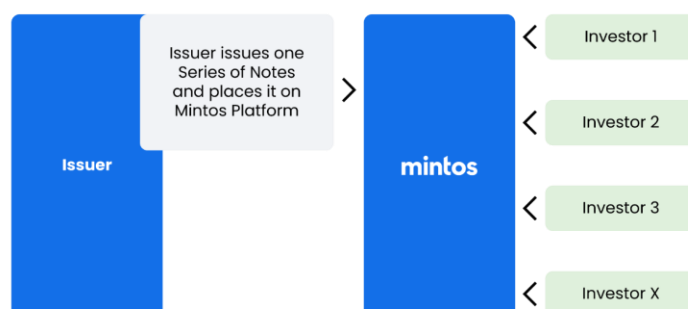 Issuer issues one
Series of Notes
and places it on
Mintos Platform
Issuer
mintos
Investor 1
Investor 2
Investor 3
Investor X